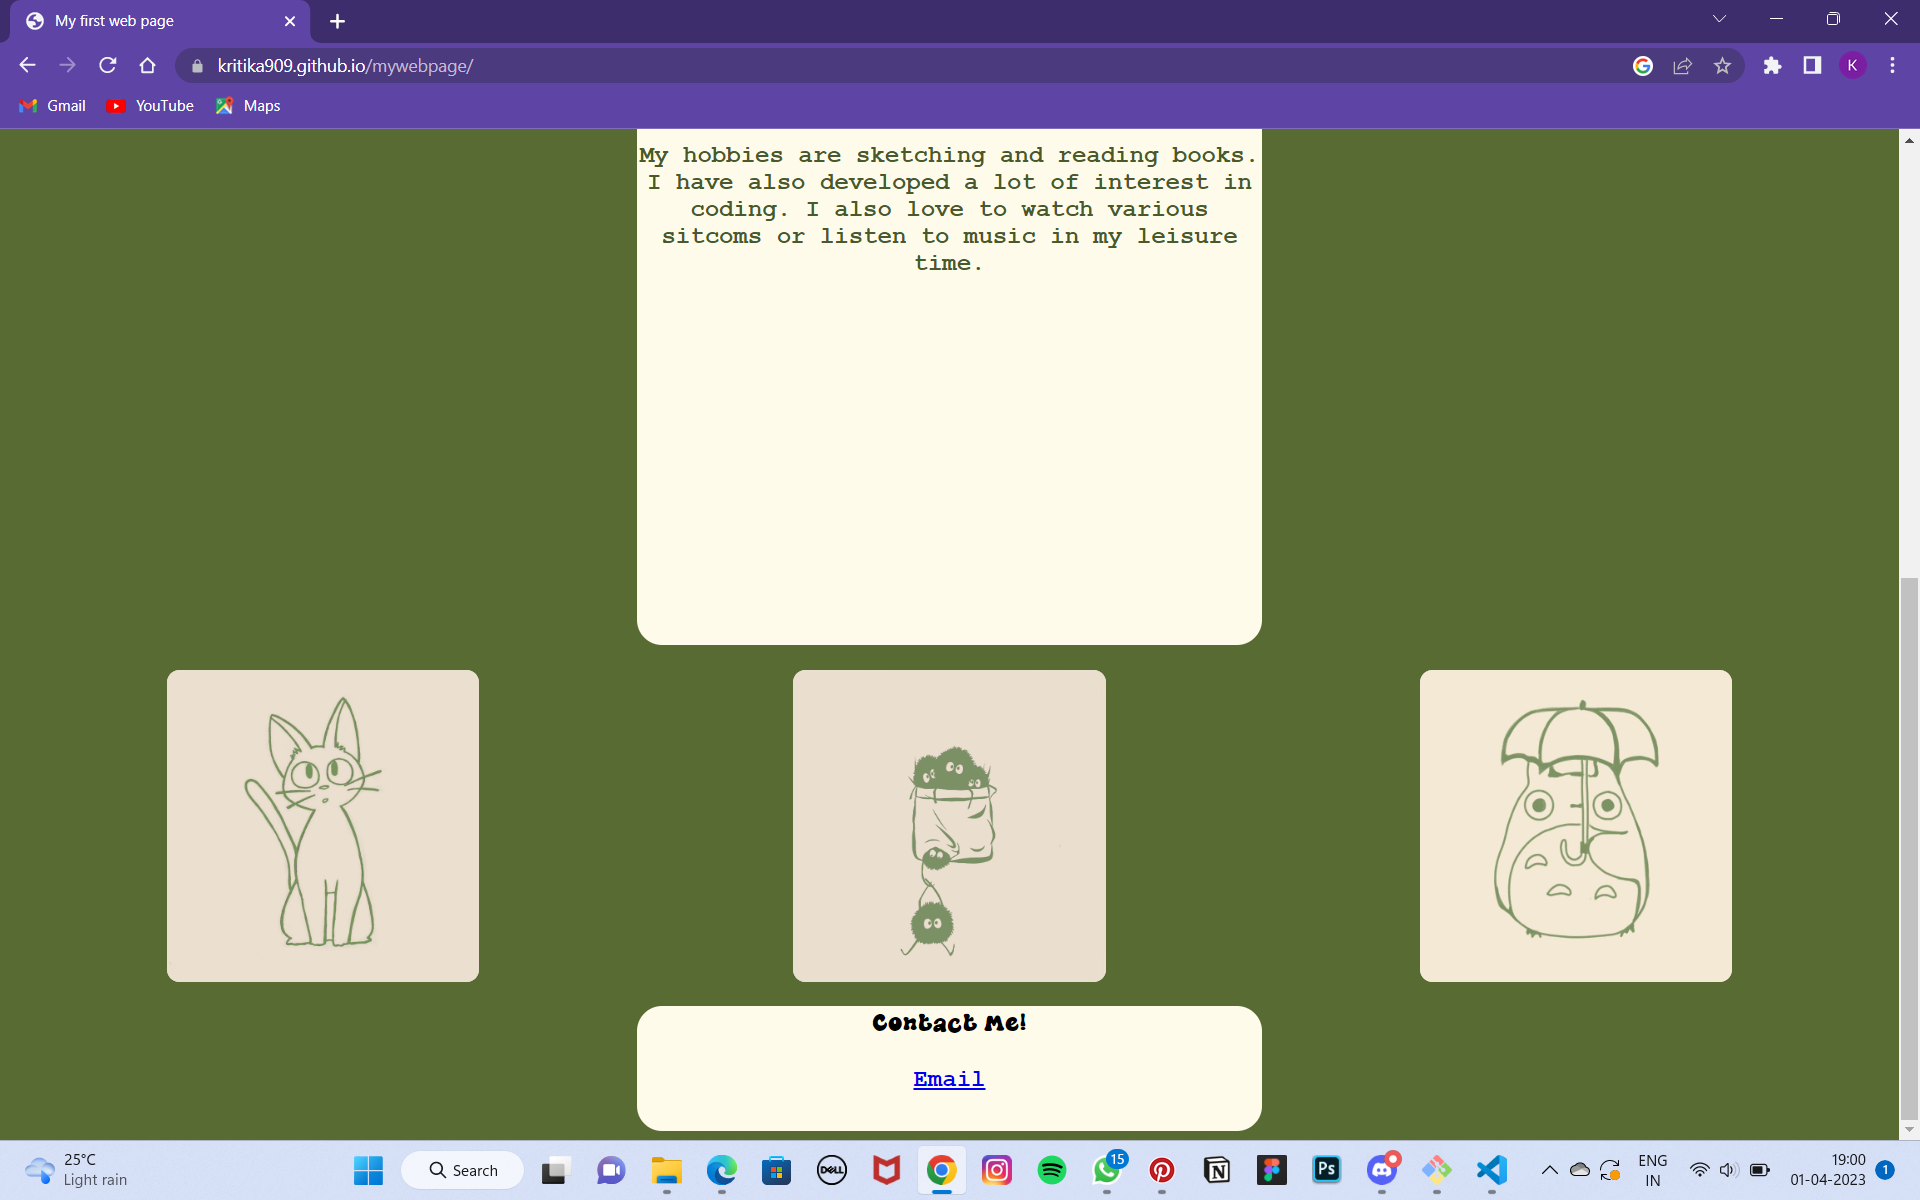 My first web page
kritika909.github.io/mywebpage/
K
Gmail
YouTube
Maps
My hobbies are sketching and reading books.
I have also developed a lot of interest in
coding. I also love to watch various
sitcoms or listen to music in my leisure
time.
Contact Me!
Email
25°C
Light rain
Search
DELL
15
Ps
ENG
IN
19:00
01-04-2023
1